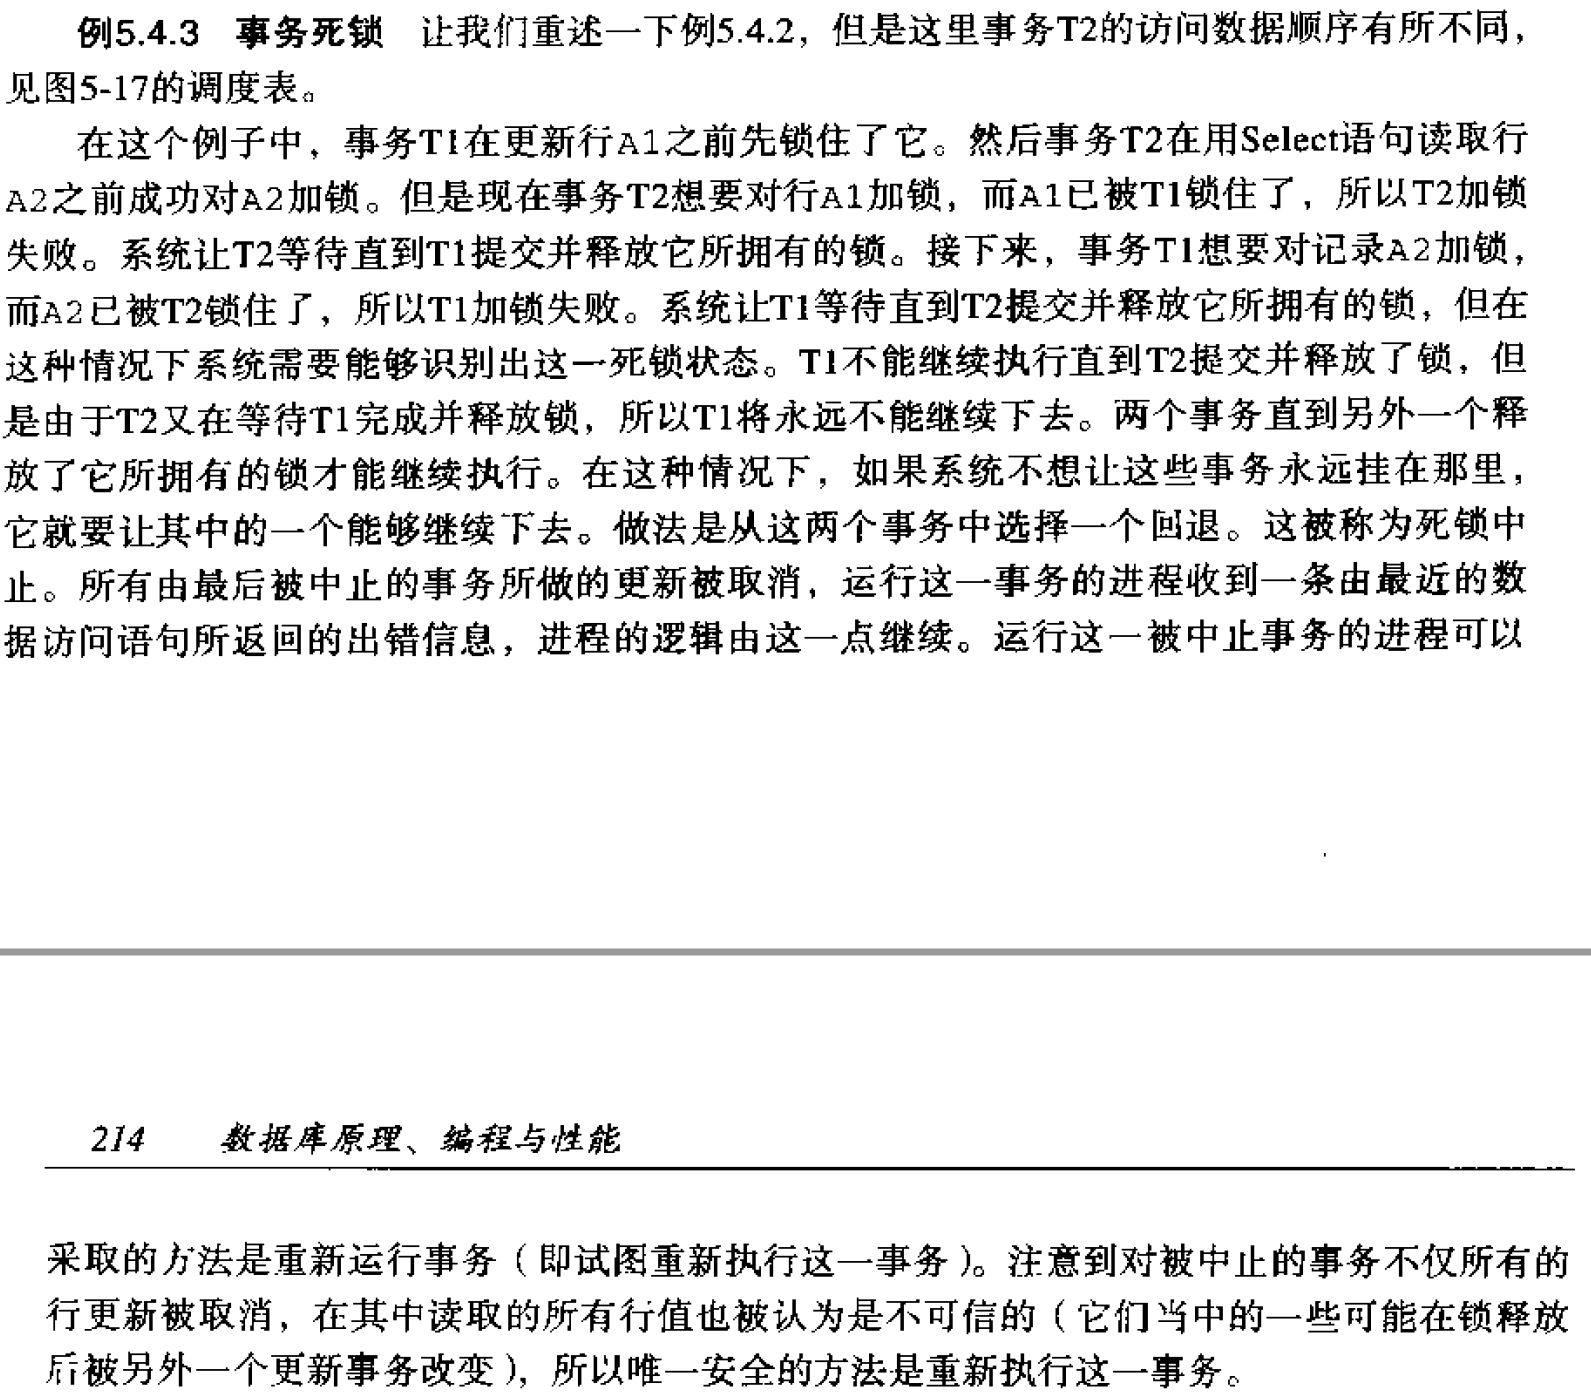 例5.4.3 事务死锁 让我们重述一下例5.4.2，但是这里事务T2的访问数据顺序有所不同，
见图5-17的调度表。
在这个例子中，事务T1在更新行A1之前先锁住了它。然后事务T2在用Select语句读取行
A2之前成功对A2加锁。但是现在事务T2想要对行A1加锁，而A1已被T1锁住了，所以T2加锁
失败。系统让T2等待直到T1提交并释放它所拥有的锁。接下来，事务T1想要对记录A2加锁，
而A2已被T2锁住了，所以T1加锁失败。系统让T1等待直到T2提交并释放它所拥有的锁，但在
这种情况下系统需要能够识别出这一死锁状态。T1不能继续执行直到T2提交并释放了锁，但
是由于T2又在等待T1完成并释放锁，所以T1将永远不能继续下去。两个事务直到另外一个释
放了它所拥有的锁才能继续执行。在这种情况下，如果系统不想让这些事务永远挂在那里，
它就要让其中的一个能够继续下去。做法是从这两个事务中选择一个回退。这被称为死锁中
止。所有由最后被中止的事务所做的更新被取消，运行这一事务的进程收到一条由最近的数
据访问语句所返回的出错信息，进程的逻辑由这一点继续。运行这一被中止事务的进程可以
214 数据库原理、编程与性能
采取的方法是重新运行事务（即试图重新执行这一事务）。注意到对被中止的事务不仅所有的
行更新被取消，在其中读取的所有行值也被认为是不可信的（它们当中的一些可能在锁释放
后被另外一个更新事务改变），所以唯一安全的方法是重新执行这一事务。